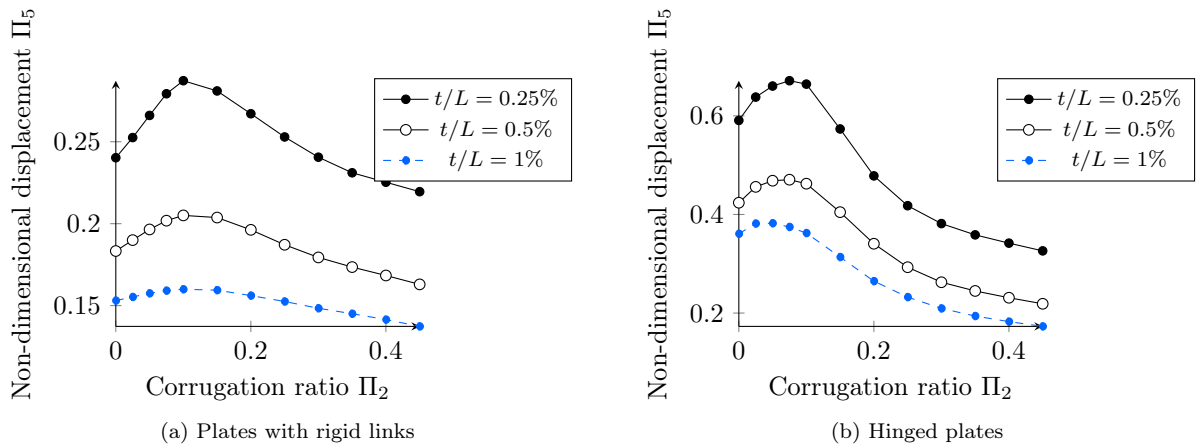 Non-dimensional displacement Π₅
0.25
0.2
0.15
0
0.2
0.4
Corrugation ratio Π₂
t/L = 0.25%
t/L = 0.5%
t/L = 1%
(a) Plates with rigid links
Non-dimensional displacement Π₅
0.6
0.4
0.2
0
0.2
0.4
Corrugation ratio Π₂
t/L = 0.25%
t/L = 0.5%
t/L = 1%
(b) Hinged plates